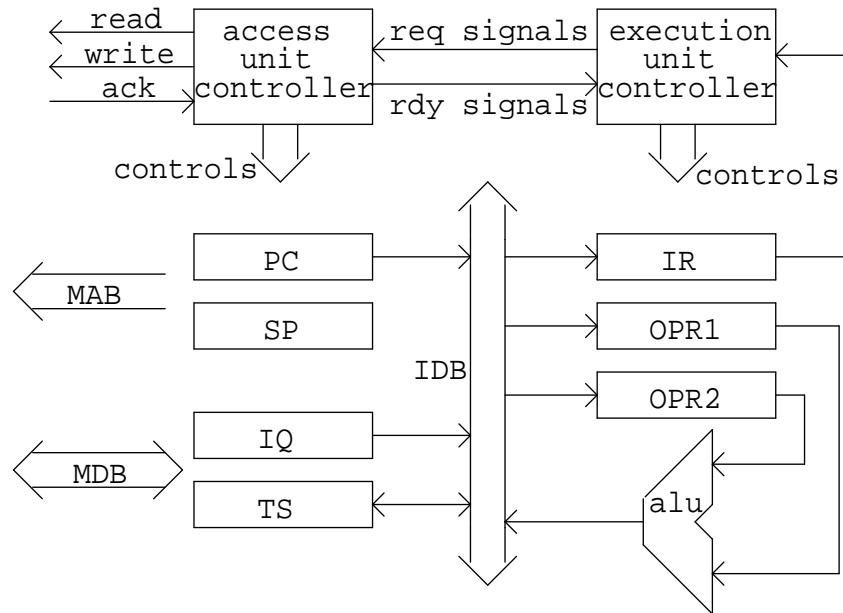 read
write
ack
access
unit
controller
req signals
rdy signals
execution
unit
controller
controls
controls
PC
IR
MAB
SP
OPR1
IDB
OPR2
IQ
MDB
TS
alu